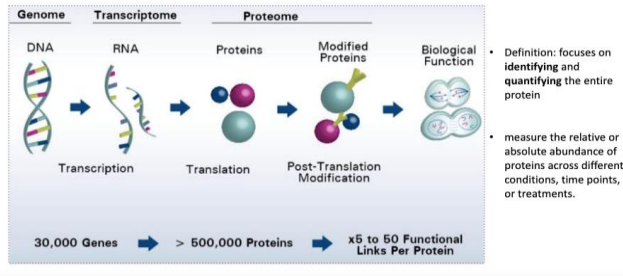 Genome
Transcriptome
Proteome
DNA
RNA
Proteins
Modified
Proteins
Biological
Function
Transcription
Translation
Post-Translation
Modification
30,000 Genes
> 500,000 Proteins
x5 to 50 Functional
Links Per Protein
• Definition: focuses on
identifying and
quantifying the entire
protein
• measure the relative or
absolute abundance of
proteins across different
conditions, time points,
or treatments.